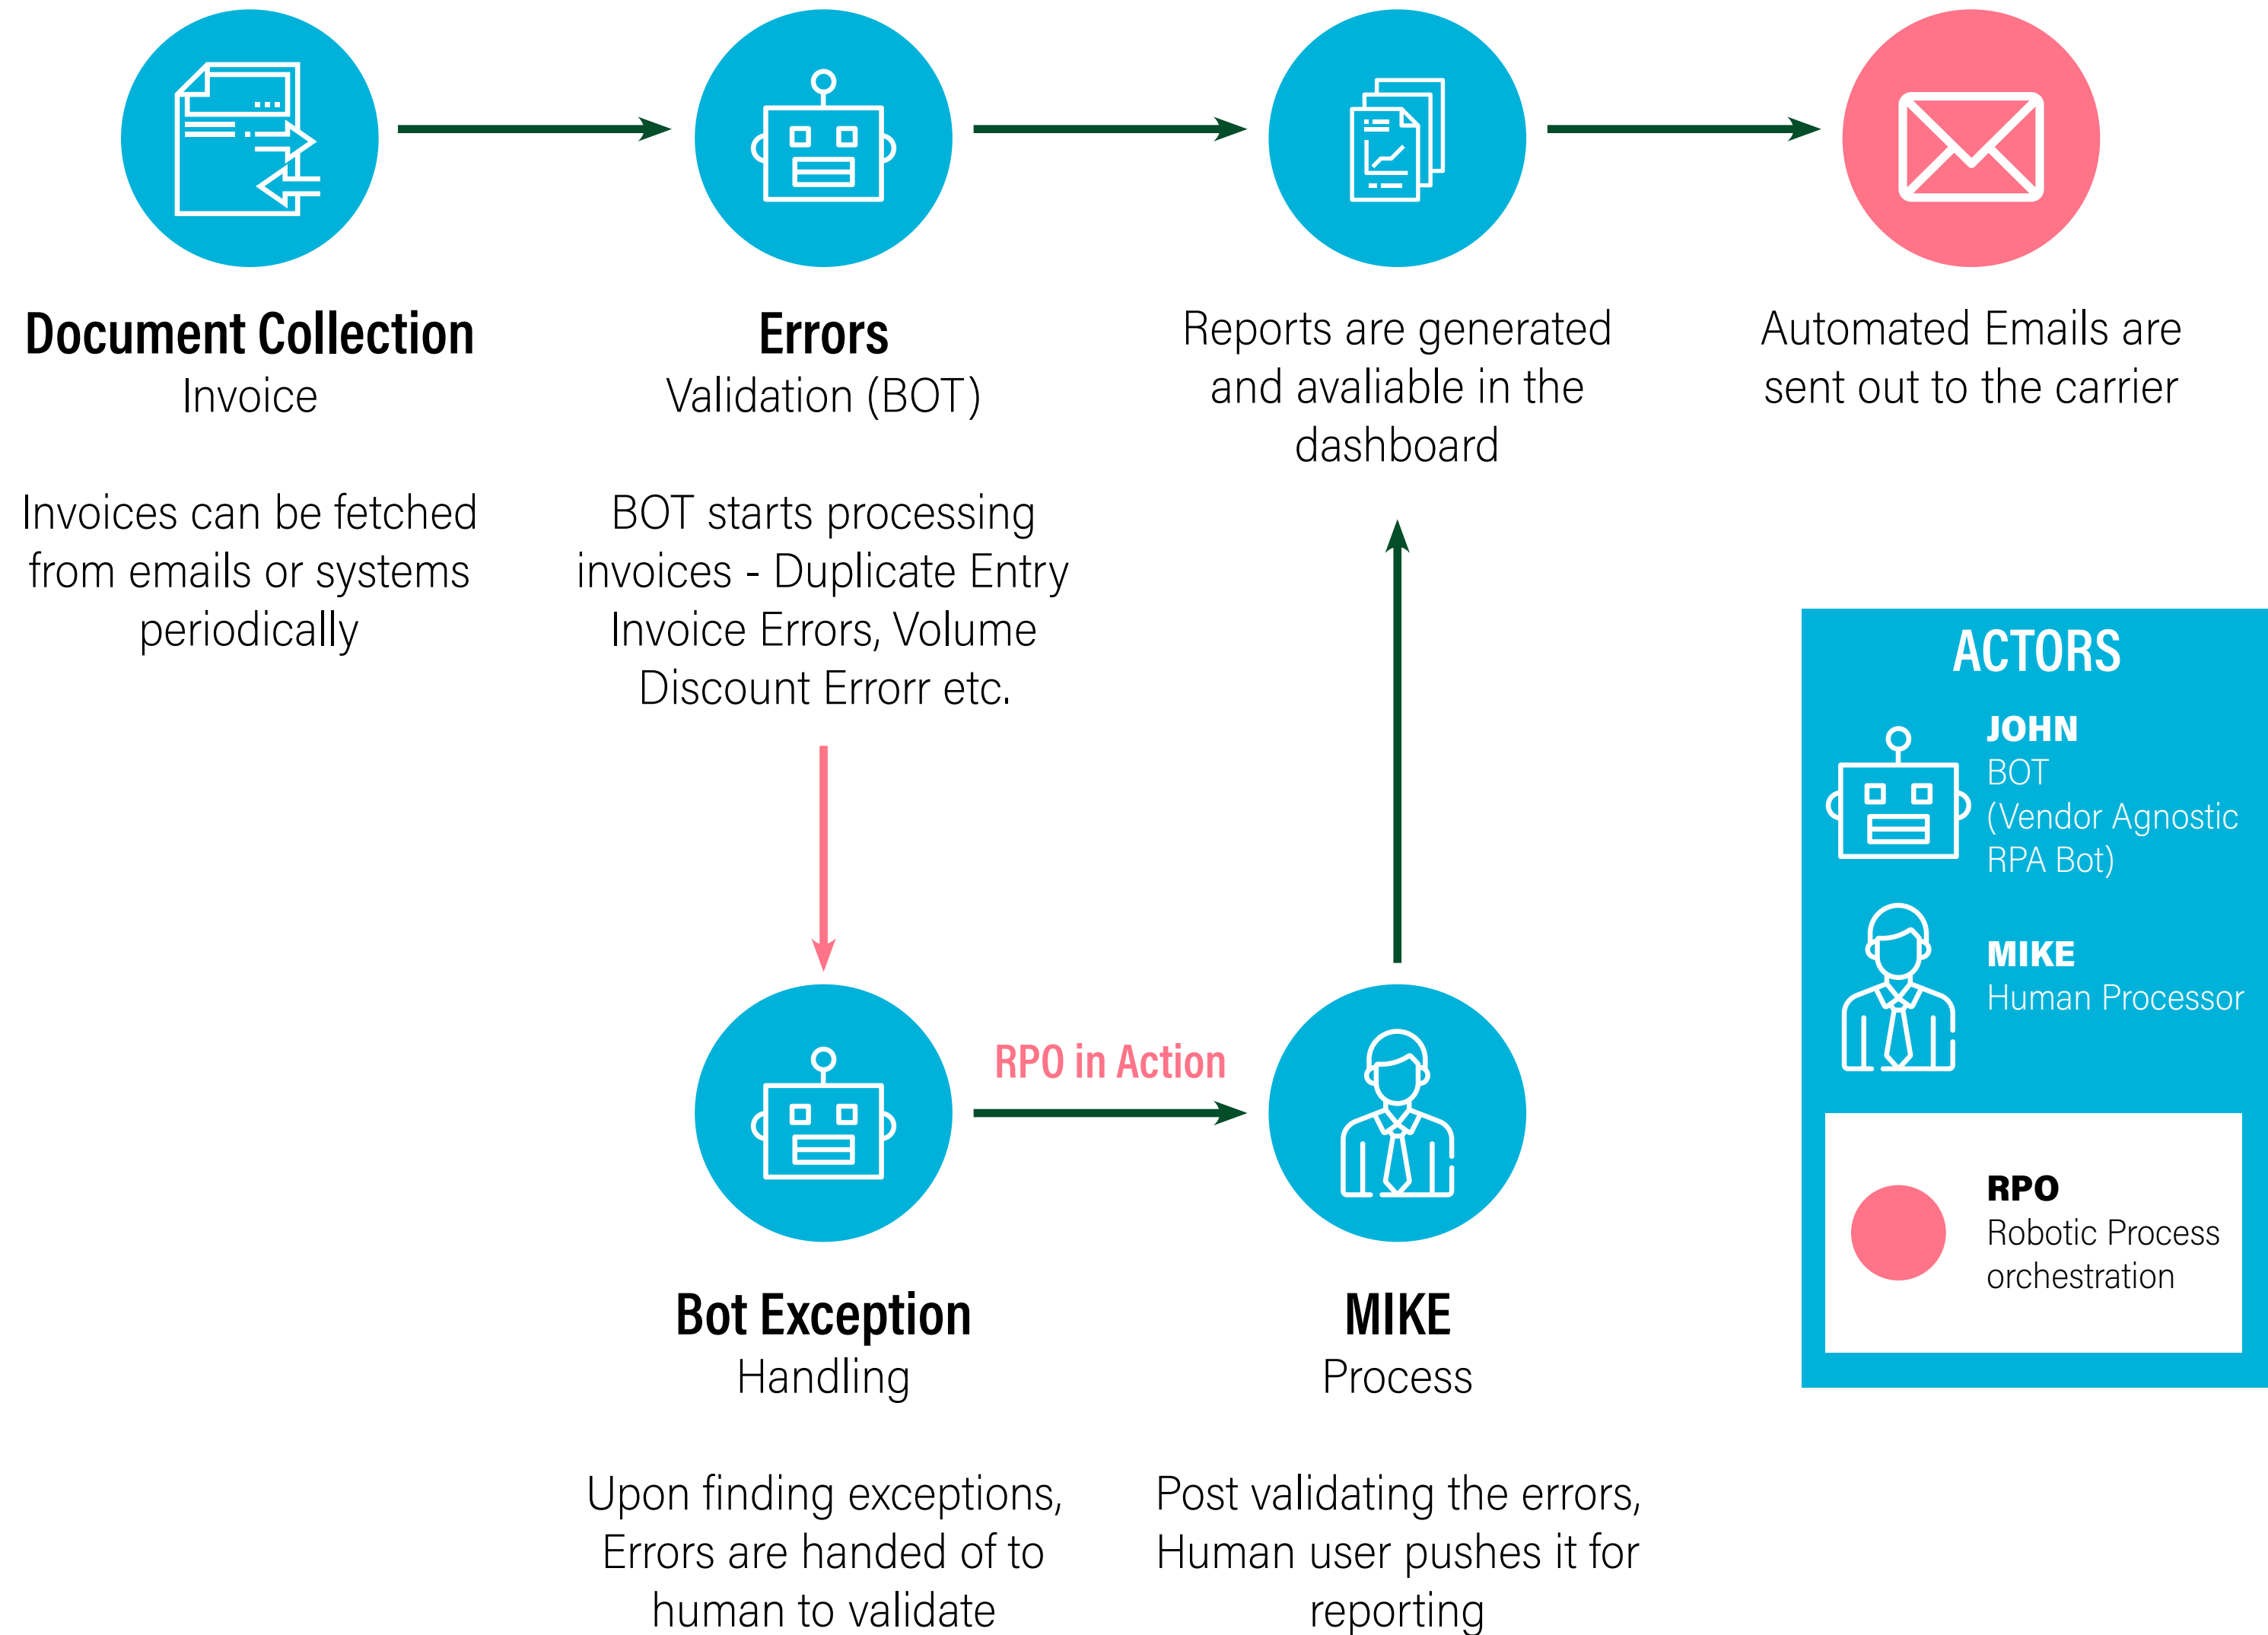 Document Collection
Invoice
Invoices can be fetched
from emails or systems
periodically
Errors
Validation (BOT)
BOT starts processing
invoices - Duplicate Entry
Invoice Errors, Volume
Discount Errorr etc.
Reports are generated
and avaliable in the
dashboard
Automated Emails are
sent out to the carrier
Bot Exception
Handling
Upon finding exceptions,
Errors are handed of to
human to validate
RPO in Action
MIKE
Process
Post validating the errors,
Human user pushes it for
reporting
ACTORS
JOHN
BOT
(Vendor Agnostic
RPA Bot)
MIKE
Human Processor
RPO
Robotic Process
orchestration